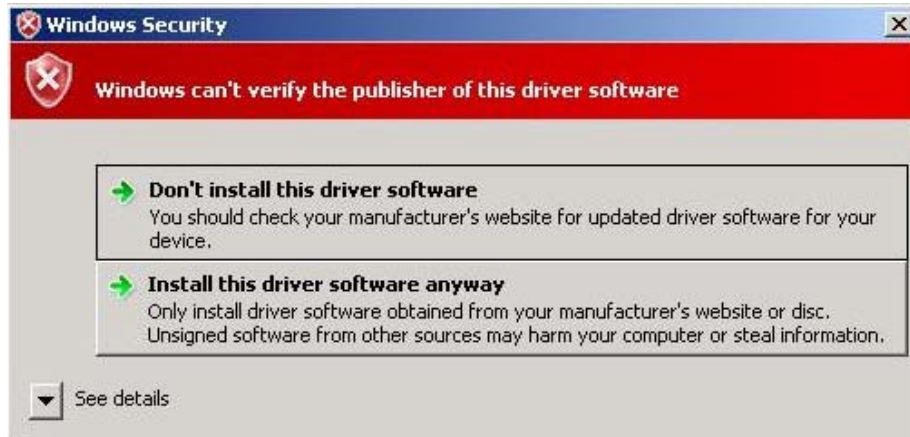 Windows Security
Windows can't verify the publisher of this driver software
Don't install this driver software
You should check your manufacturer's website for updated driver software for your
device.
Install this driver software anyway
Only install driver software obtained from your manufacturer's website or disc.
Unsigned software from other sources may harm your computer or steal information.
See details